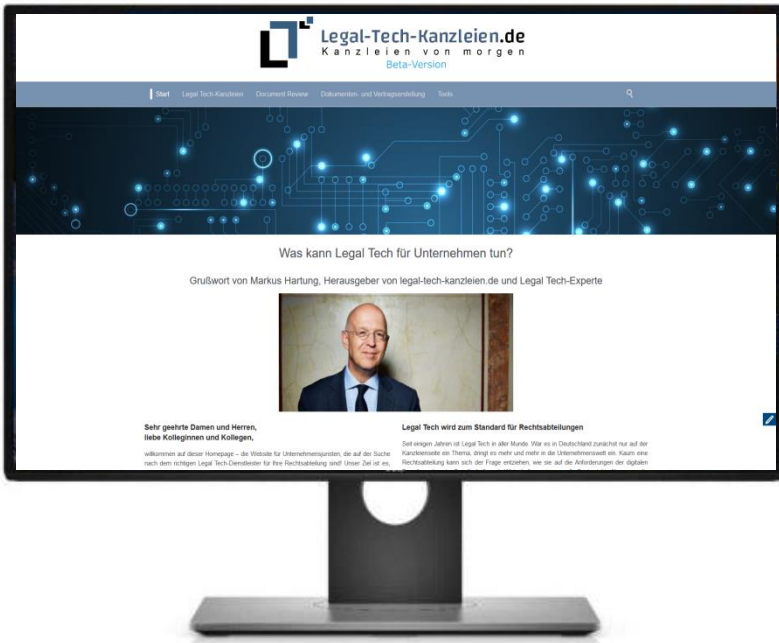 Legal-Tech-Kanzleien.de
Kanzleien von morgen
Beta-Version
Start Legal Tech-Kanzleien Document Review Dokumenten- und Vertragserstellung Tools
Was kann Legal Tech für Unternehmen tun?
Grußwort von Markus Hartung, Herausgeber von legal-tech-kanzleien.de und Legal Tech-Experte
Sehr geehrte Damen und Herren,
liebe Kolleginnen und Kollegen,
willkommen auf dieser Homepage – die Website für Unternehmensjuristen, die auf der Suche
nach dem richtigen Legal Tech-Dienstleister für Ihre Rechtsabteilung sind! Unser Ziel ist es,
Legal Tech wird zum Standard für Rechtsabteilungen
Seit einigen Jahren ist Legal Tech in aller Munde. War es in Deutschland zunächst nur auf der
Kanzleienseite ein Thema, dringt es mehr und mehr in die Unternehmenswelt ein. Kaum eine
Rechtsabteilung kann sich der Frage entziehen, wie sie auf die Anforderungen der digitalen